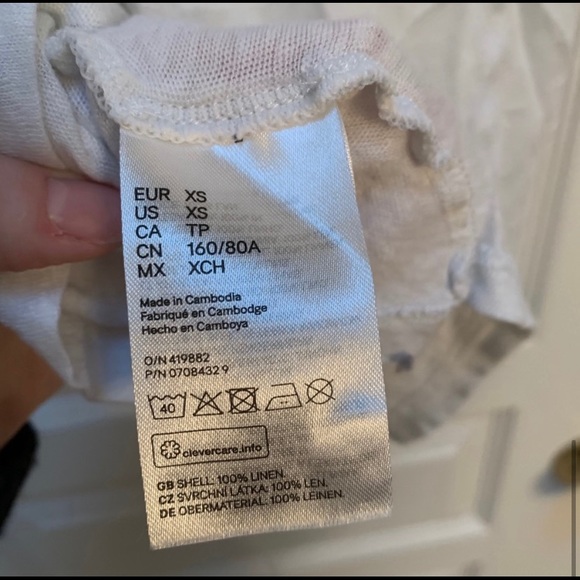 EUR XS
US XS
CA TP
CN 160/80A
MX XCH
Made in Cambodia
Fabriqué en Cambodge
Hecho en Camboya
O/N 419882
P/N 0708432 9
40
clevercare.info
GB SHELL: 100% LINEN.
CZ SVRCHNÍ LÁTKA: 100% LEN.
DE OBERMATERIAL: 100% LEINEN.